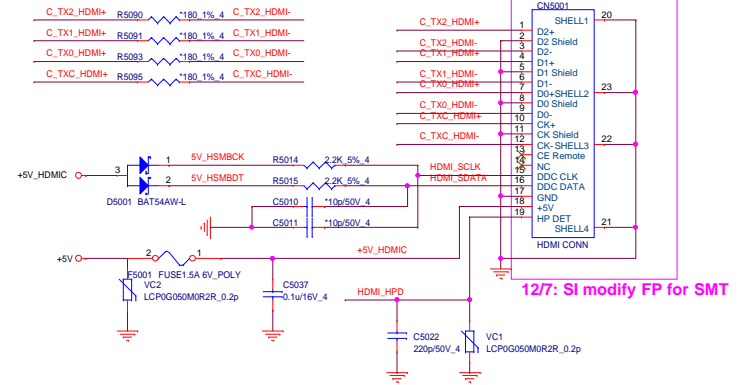 C_TX2_HDMI+ R5090 *180_1%_4 C_TX2_HDMI-
C_TX1_HDMI+ R5091 *180_1%_4 C_TX1_HDMI-
C_TX0_HDMI+ R5093 *180_1%_4 C_TX0_HDMI-
C_TXC_HDMI+ R5095 *180_1%_4 C_TXC_HDMI-
CN5001
SHELL1 20
C_TX2_HDMI+ 1 D2+
2 D2 Shield
C_TX2_HDMI- 3 D2-
C_TX1_HDMI+ 4 D1+
5 D1 Shield
C_TX1_HDMI- 6 D1-
C_TX0_HDMI+ 7 D0+ SHELL2 23
8 D0 Shield
C_TX0_HDMI- 9 D0-
C_TXC_HDMI+ 10 CK+
11 CK Shield
C_TXC_HDMI- 12 CK- SHELL3 22
13 CE Remote
14 NC
HDMI_SCLK 15 DDC CLK
HDMI_SDATA 16 DDC DATA
17 GND
18 +5V
19 HP DET
SHELL4 21
HDMI CONN
12/7: SI modify FP for SMT
+5V_HDMIC 3 1 5V_HSMBCK R5014 2.2K_5%_4
2 5V_HSMBDT R5015 2.2K_5%_4
D5001 BAT54AW-L
C5010 *10p/50V_4
C5011 *10p/50V_4
+5V 2 1 +5V_HDMIC
F5001 FUSE1.5A 6V_POLY
VC2
LCP0G050M0R2R_0.2p
C5037
0.1u/16V_4
HDMI_HPD
C5022
220p/50V_4
VC1
LCP0G050M0R2R_0.2p